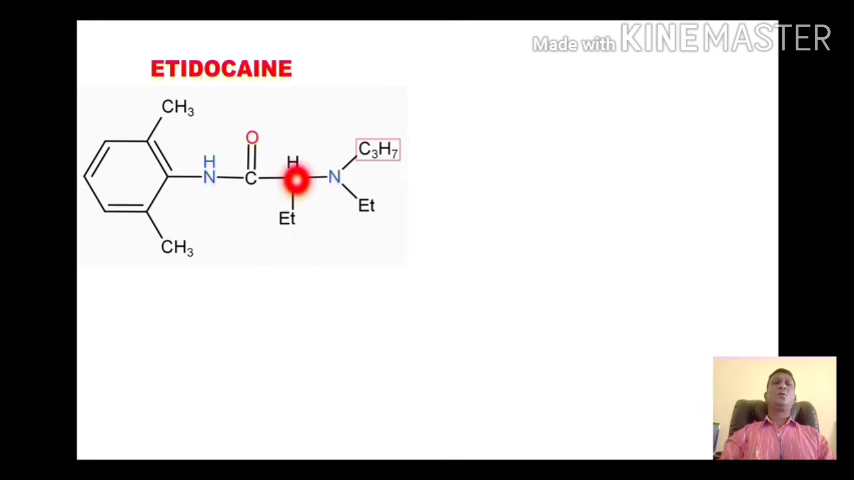 Made with KINEMASTER
ETIDOCAINE
CH3
O
H
H
C3H7
N
C
N
Et
Et
CH3